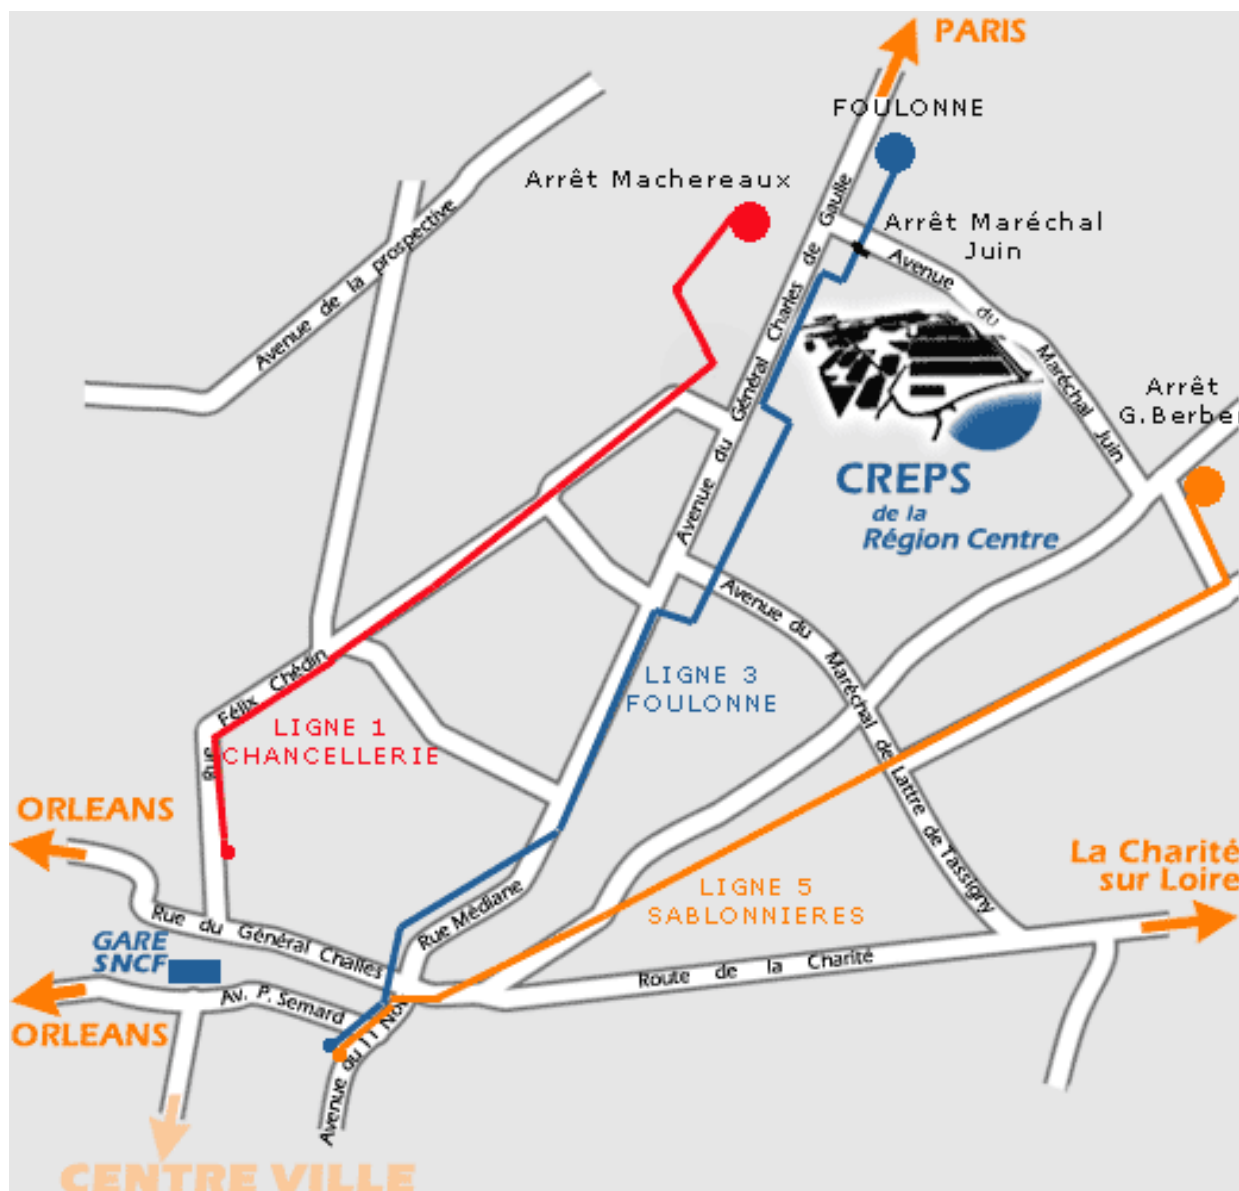 PARIS
FOULONNE
Arrêt Machereaux
Arrêt Maréchal
Juin
Avenue de la prospective
Avenue du Général Charles de Gaulle
Avenue du Maréchal Juin
Arrêt
G.Berber
CREPS
de la
Région Centre
Avenue du Maréchal de Lattre de Tassigny
Rue Félix Chédin
LIGNE 3
FOULONNE
LIGNE 1
CHANCELLERIE
ORLEANS
La Charité
sur Loire
LIGNE 5
SABLONNIERES
Rue Médiane
Rue du Général Challes
GARE
SNCF
Route de la Charité
Av. P. Semard
ORLEANS
Avenue du 11 Nov
CENTRE VILLE